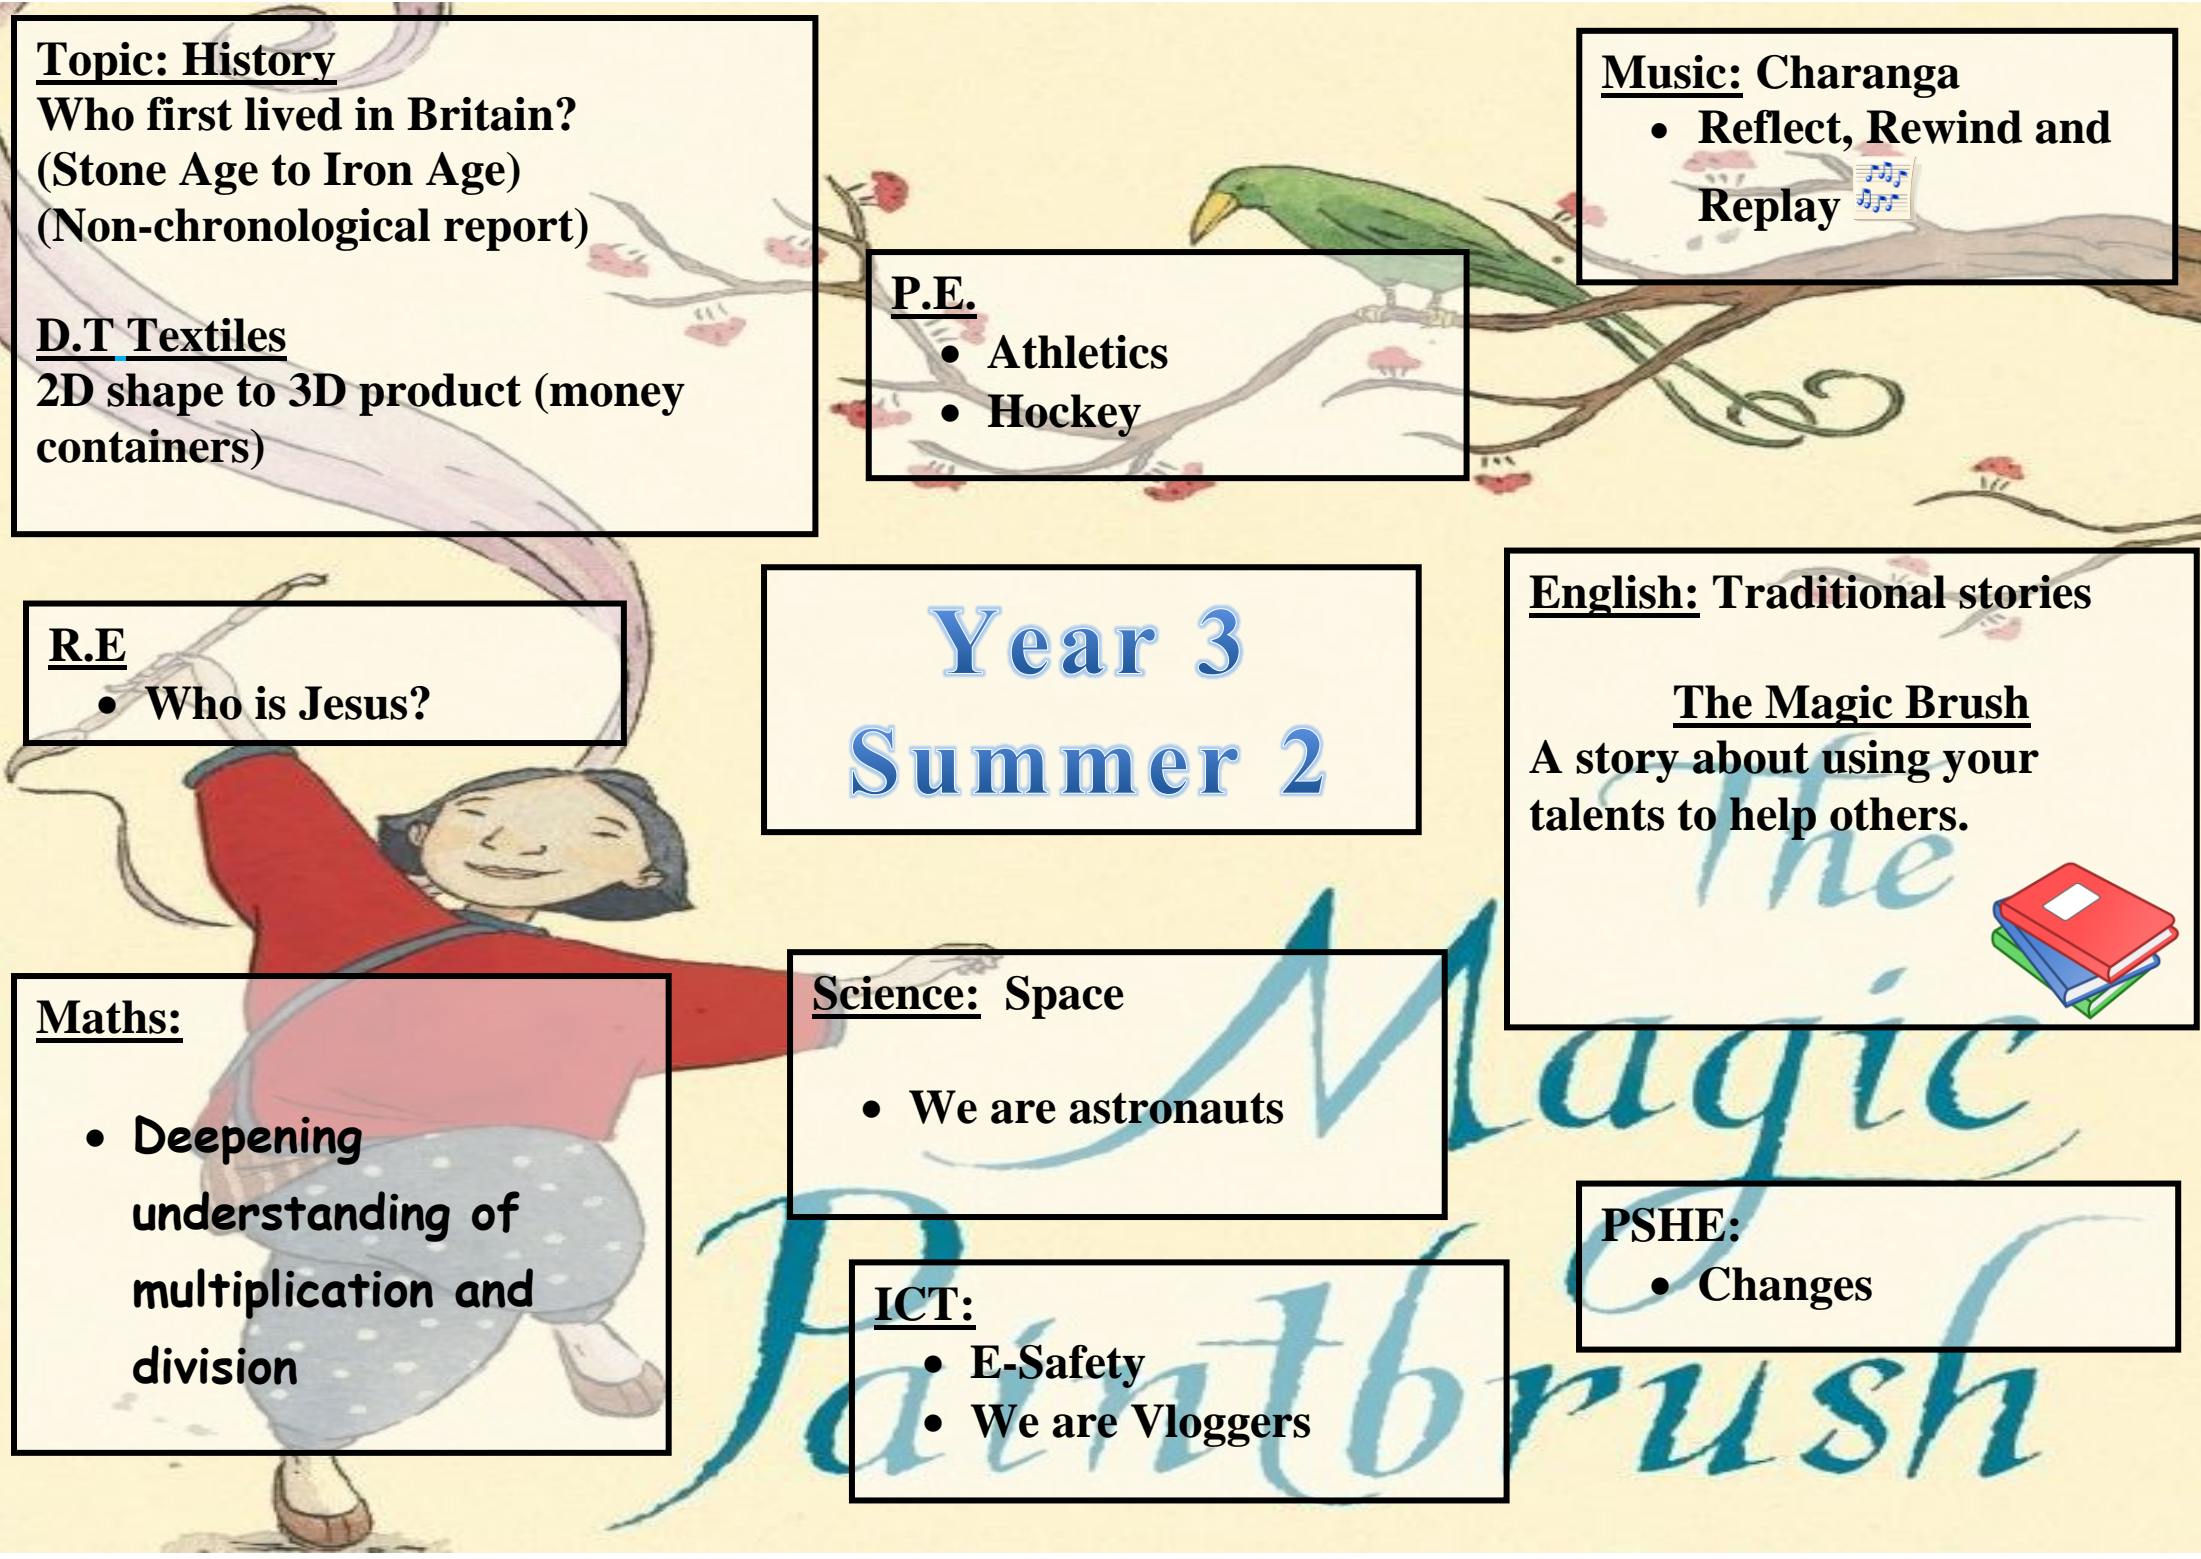 Topic: History
Who first lived in Britain?
(Stone Age to Iron Age)
(Non-chronological report)
D.T Textiles
2D shape to 3D product (money
containers)
Music: Charanga
• Reflect, Rewind and
Replay
P.E.
• Athletics
• Hockey
R.E
• Who is Jesus?
Year 3
Summer 2
English: Traditional stories
The Magic Brush
A story about using your
talents to help others.
Maths:
• Deepening
understanding of
multiplication and
division
Science: Space
• We are astronauts
ICT:
• E-Safety
• We are Vloggers
PSHE:
• Changes
The
Magic
Paintbrush